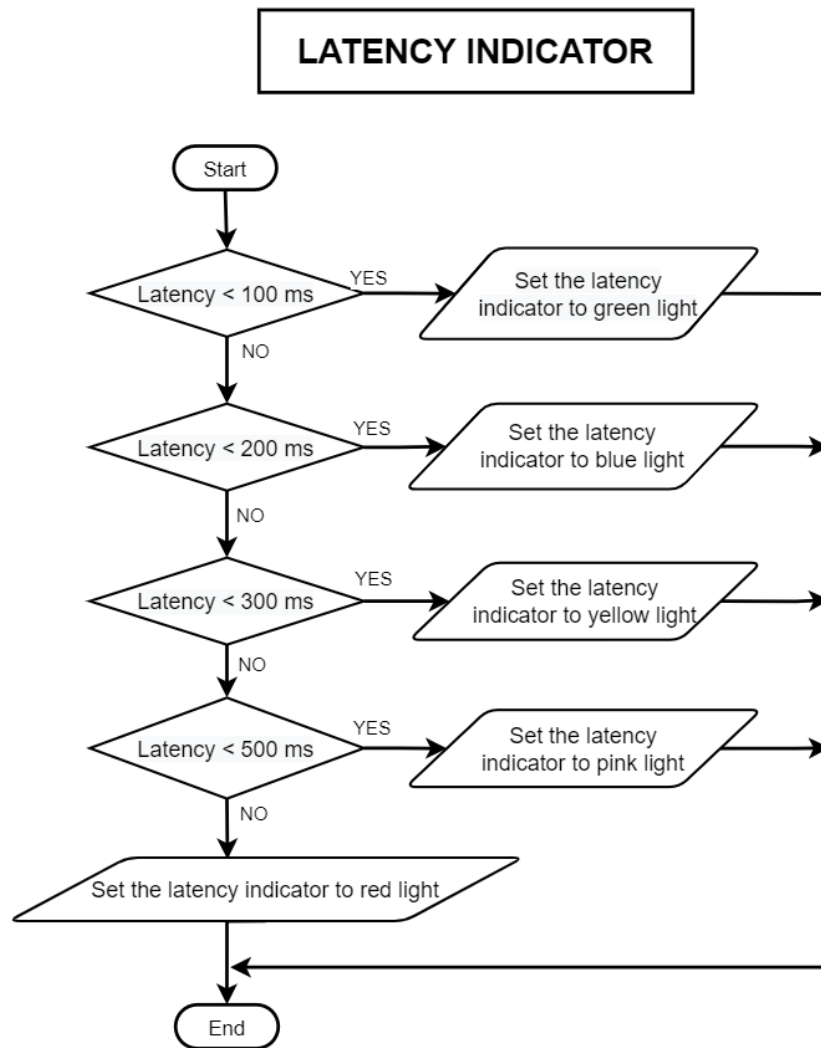 LATENCY INDICATOR
Start
Latency < 100 ms
YES
Set the latency
indicator to green light
NO
Latency < 200 ms
YES
Set the latency
indicator to blue light
NO
Latency < 300 ms
YES
Set the latency
indicator to yellow light
NO
Latency < 500 ms
YES
Set the latency
indicator to pink light
NO
Set the latency indicator to red light
End